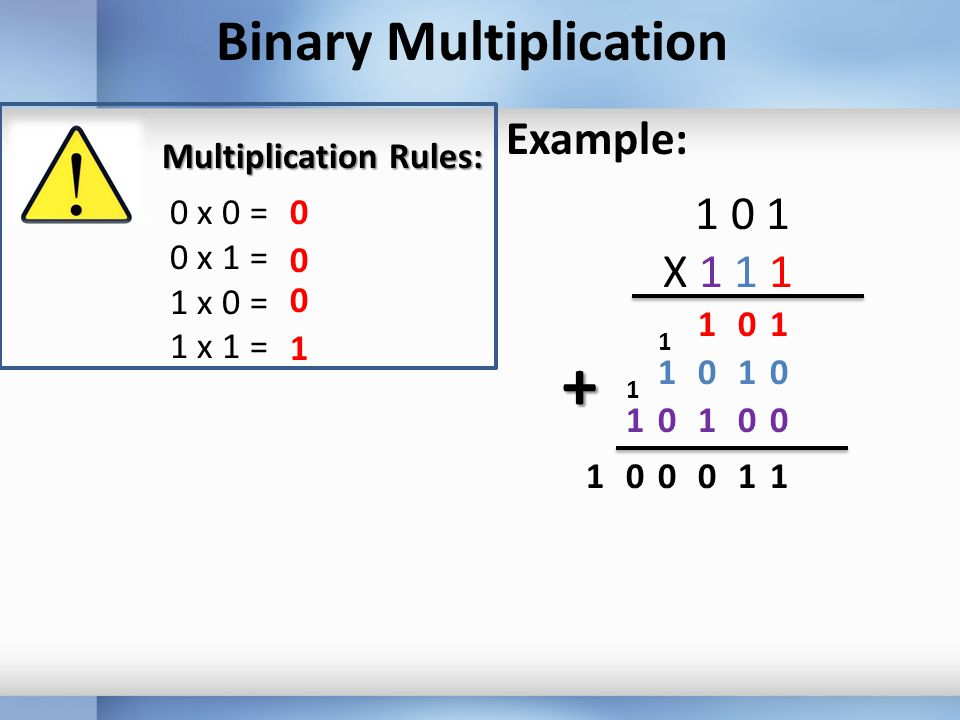 Binary Multiplication
Multiplication Rules:
0 x 0 = 0
0 x 1 = 0
1 x 0 = 0
1 x 1 = 1
Example:
1 0 1
X 1 1 1
1 0 1
1
1 0 1 0
+
1
1 0 1 0 0
1 0 0 0 1 1